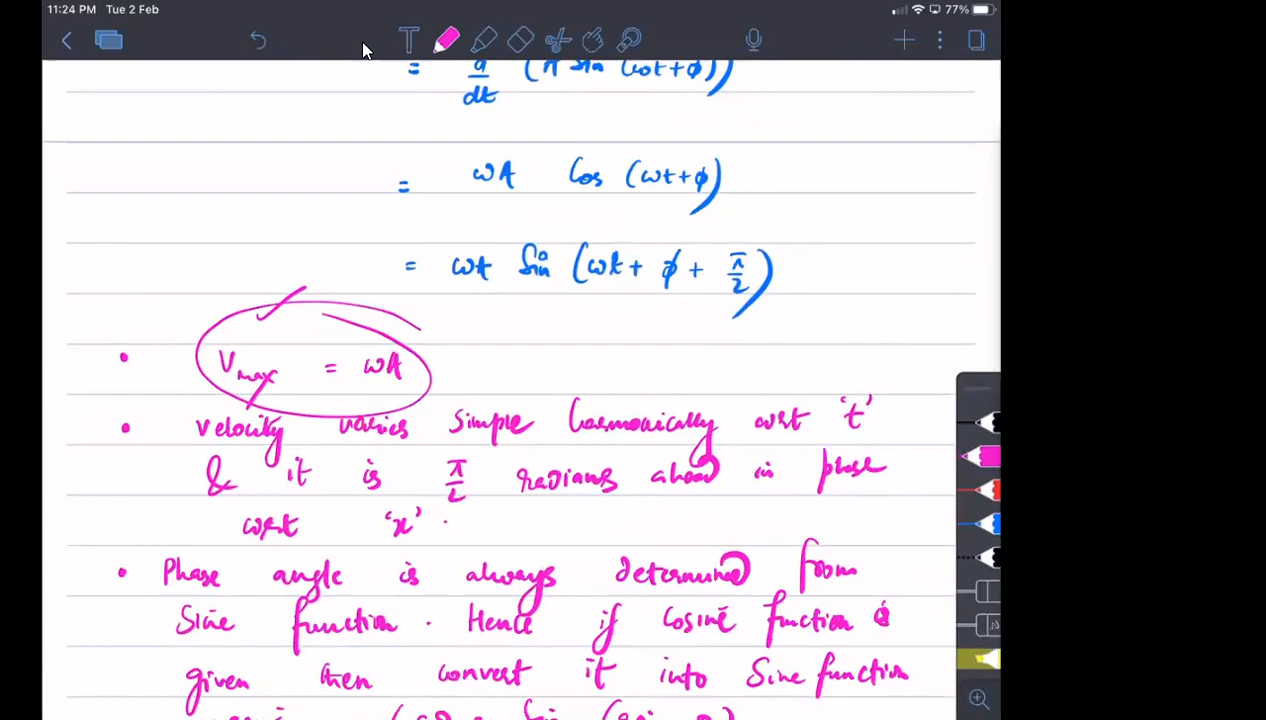 11:24 PM Tue 2 Feb
77%
= d/dt (A sin (ωt+φ))
= ωA Cos (ωt+φ)
= ωA Sin (ωt + φ + π/2)
• Vmax = ωA
• velocity varies simple harmonically wrt 't'
& it is π/2 radians ahead in phase
wrt 'x'.
• Phase angle is always determined from
Sine function. Hence if cosine function is
given then convert it into Sine function